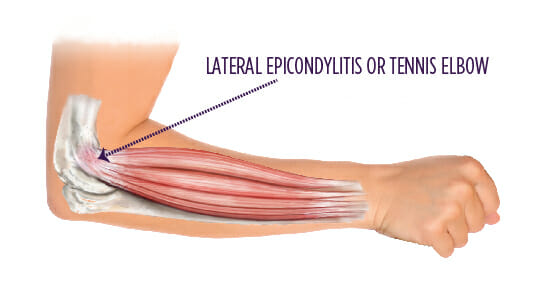 LATERAL EPICONDYLITIS OR TENNIS ELBOW